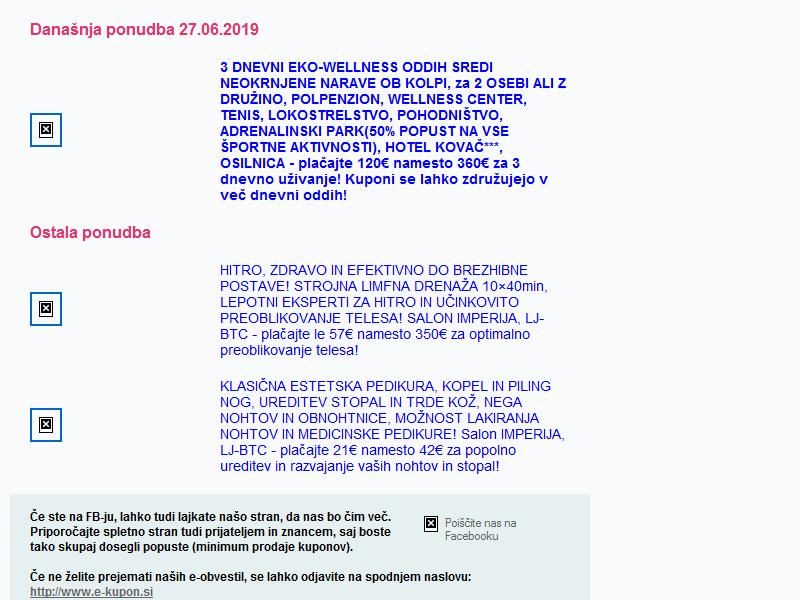 Današnja ponudba 27.06.2019
3 DNEVNI EKO-WELLNESS ODDIH SREDI
NEOKRNJENE NARAVE OB KOLPI, za 2 OSEBI ALI Z
DRUŽINO, POLPENZION, WELLNESS CENTER,
TENIS, LOKOSTRELSTVO, POHODNIŠTVO,
ADRENALINSKI PARK(50% POPUST NA VSE
ŠPORTNE AKTIVNOSTI), HOTEL KOVAČ***,
OSILNICA - plačajte 120€ namesto 360€ za 3
dnevno uživanje! Kuponi se lahko združujejo v
več dnevni oddih!
Ostala ponudba
HITRO, ZDRAVO IN EFEKTIVNO DO BREZHIBNE
POSTAVE! STROJNA LIMFNA DRENAŽA 10×40min,
LEPOTNI EKSPERTI ZA HITRO IN UČINKOVITO
PREOBLIKOVANJE TELESA! SALON IMPERIJA, LJ-
BTC - plačajte le 57€ namesto 350€ za optimalno
preoblikovanje telesa!
KLASIČNA ESTETSKA PEDIKURA, KOPEL IN PILING
NOG, UREDITEV STOPAL IN TRDE KOŽ, NEGA
NOHTOV IN OBNOHTNICE, MOŽNOST LAKIRANJA
NOHTOV IN MEDICINSKE PEDIKURE! Salon IMPERIJA,
LJ-BTC - plačajte 21€ namesto 42€ za popolno
ureditev in razvajanje vaših nohtov in stopal!
Če ste na FB-ju, lahko tudi lajkate našo stran, da nas bo čim več.
Priporočajte spletno stran tudi prijateljem in znancem, saj boste
tako skupaj dosegli popuste (minimum prodaje kuponov).
Poiščite nas na
Facebooku
Če ne želite prejemati naših e-obvestil, se lahko odjavite na spodnjem naslovu:
http://www.e-kupon.si